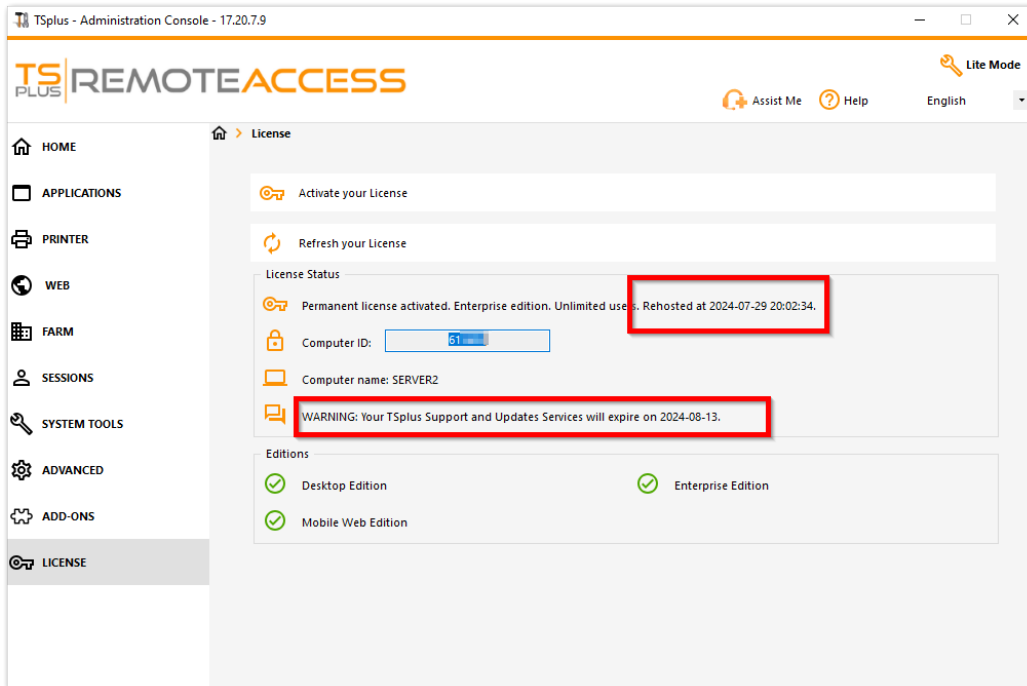 TSplus - Administration Console - 17.20.7.9
TS PLUS REMOTEACCESS
Lite Mode
Assist Me
Help
English
HOME
APPLICATIONS
PRINTER
WEB
FARM
SESSIONS
SYSTEM TOOLS
ADVANCED
ADD-ONS
LICENSE
> License
Activate your License
Refresh your License
License Status
Permanent license activated. Enterprise edition. Unlimited users. Rehosted at 2024-07-29 20:02:34.
Computer ID: 61
Computer name: SERVER2
WARNING: Your TSplus Support and Updates Services will expire on 2024-08-13.
Editions
Desktop Edition
Enterprise Edition
Mobile Web Edition